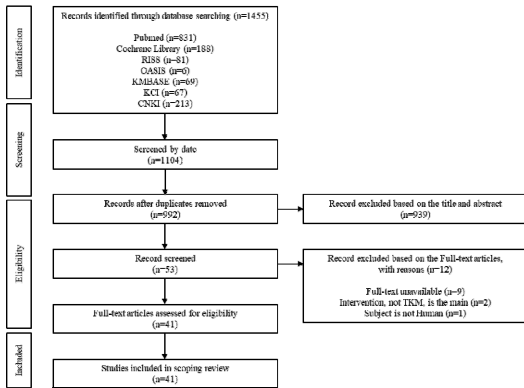 Identification
Records identified through database searching (n=1455)
Pubmed (n=831)
Cochrane Library (n=188)
RISS (n=81)
OASIS (n=6)
KMBASE (n=69)
KCI (n=67)
CNKI (n=213)
Screening
Screened by date
(n=1104)
Records after duplicates removed
(n=992)
Record excluded based on the title and abstract
(n=939)
Eligibility
Record screened
(n=53)
Record excluded based on the Full-text articles,
with reasons (n=12)
Full-text unavailable (n=9)
Intervention, not TKM, is the main (n=2)
Subject is not Human (n=1)
Full-text articles assessed for eligibility
(n=41)
Included
Studies included in scoping review
(n=41)